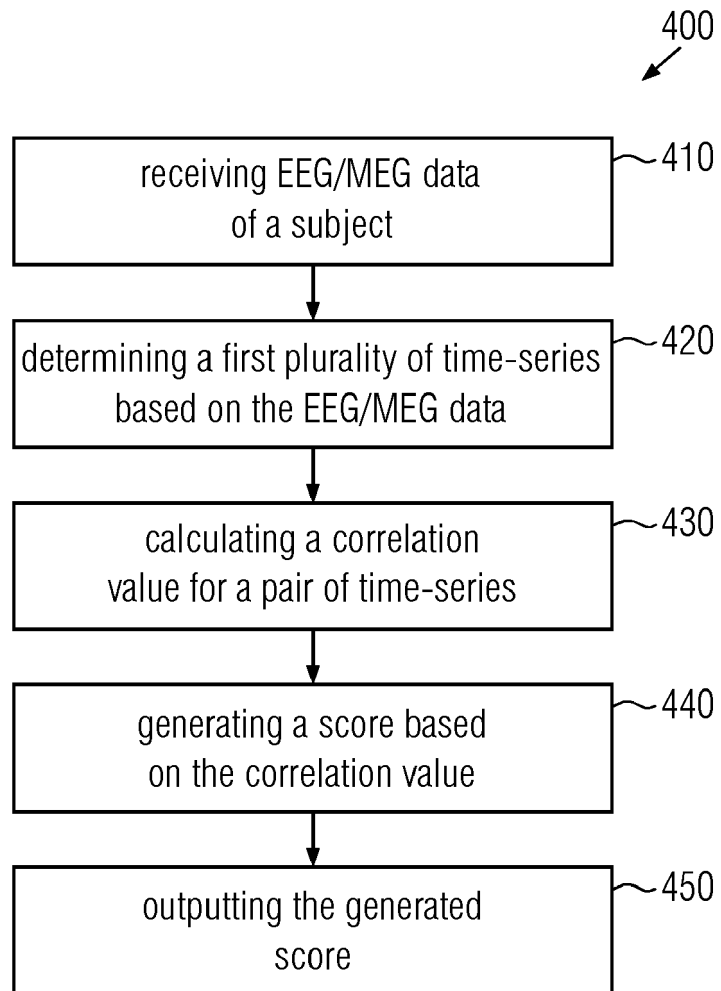 400
receiving EEG/MEG data
of a subject
410
determining a first plurality of time-series
based on the EEG/MEG data
420
calculating a correlation
value for a pair of time-series
430
generating a score based
on the correlation value
440
outputting the generated
score
450